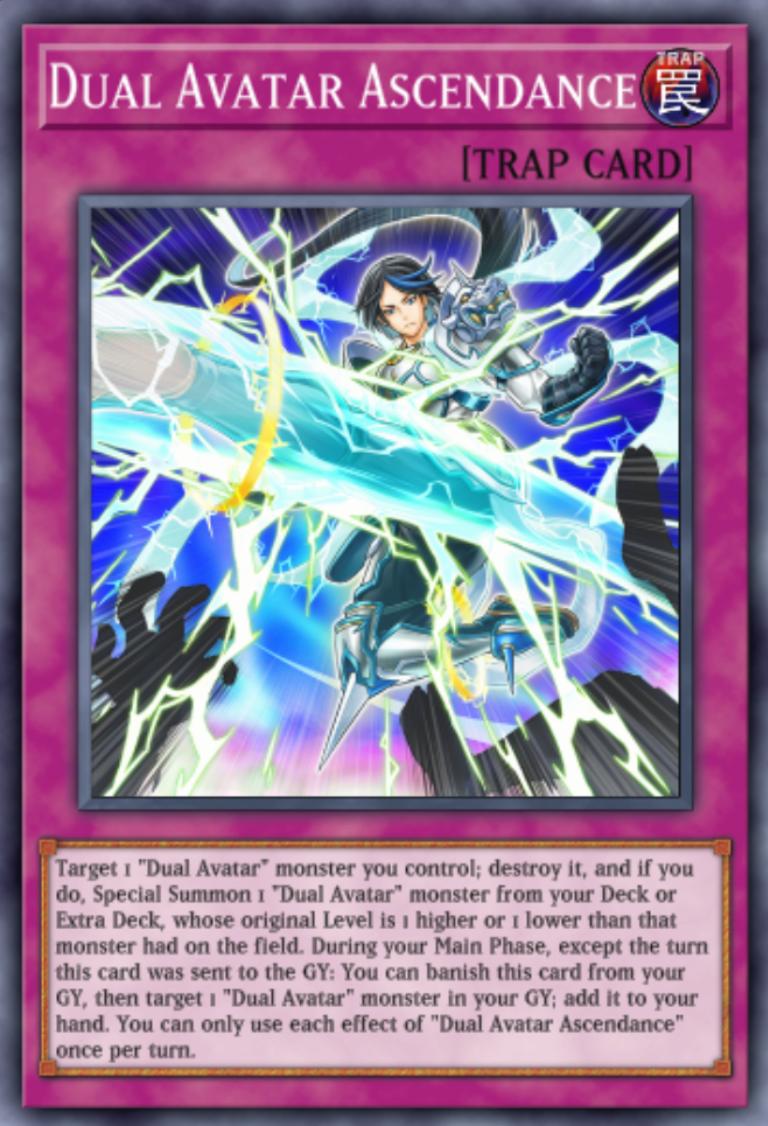 DUAL AVATAR ASCENDANCE
TRAP
罠
[TRAP CARD]
Target 1 "Dual Avatar" monster you control; destroy it, and if you
do, Special Summon 1 "Dual Avatar" monster from your Deck or
Extra Deck, whose original Level is 1 higher or 1 lower than that
monster had on the field. During your Main Phase, except the turn
this card was sent to the GY: You can banish this card from your
GY, then target 1 "Dual Avatar" monster in your GY; add it to your
hand. You can only use each effect of "Dual Avatar Ascendance"
once per turn.